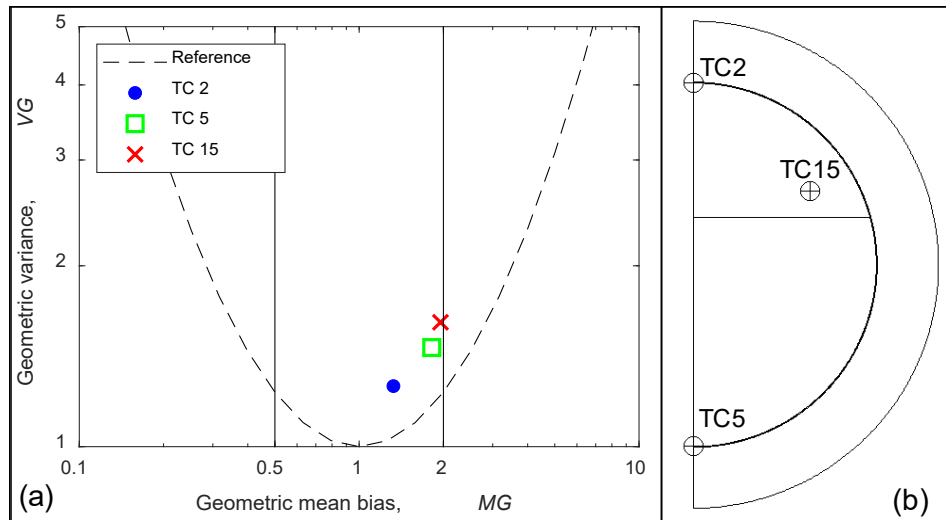 5
4
3
2
1
Geometric variance, VG
Reference
TC 2
TC 5
TC 15
0.1
0.5
1
2
10
Geometric mean bias, MG
(a)
TC2
TC15
TC5
(b)